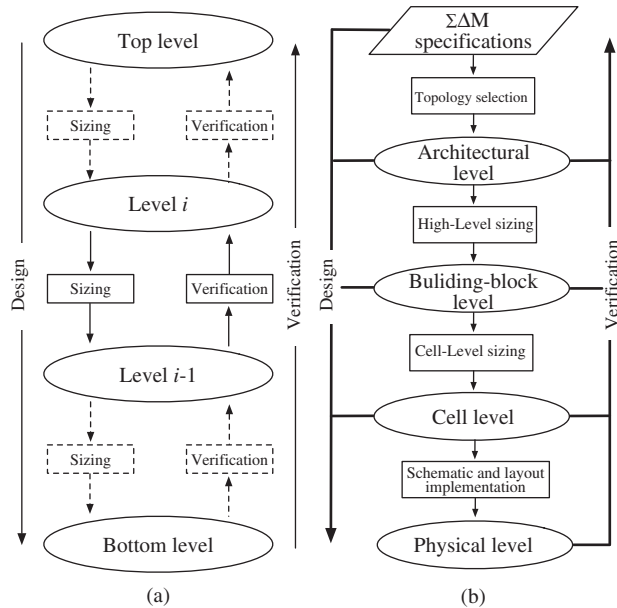 Top level
Sizing
Verification
Level i
Sizing
Verification
Level i-1
Sizing
Verification
Bottom level
Design
Verification
(a)
ΣΔM
specifications
Topology selection
Architectural
level
High-Level sizing
Buliding-block
level
Cell-Level sizing
Cell level
Schematic and layout
implementation
Physical level
Design
Verification
(b)